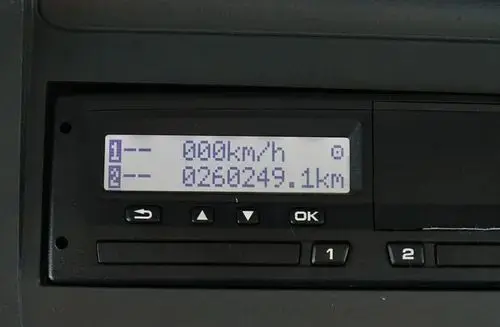 1-- 000km/h ⊙
2-- 0260249.1km
OK
1 2